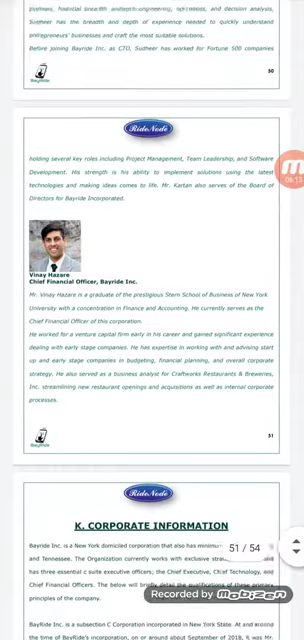 Sudheer has the breadth and depth of experience needed to quickly understand
entrepreneurs' businesses and craft the most suitable solutions.
Before joining Bayride Inc. as CTO, Sudheer has worked for Fortune 500 companies
BayRide
50
RideNode
holding several key roles including Project Management, Team Leadership, and Software
Development. His strength is his ability to implement solutions using the latest
technologies and making ideas comes to life. Mr. Kartan also serves of the Board of
Directors for Bayride Incorporated.
Vinay Hazare
Chief Financial Officer, Bayride Inc.
Mr. Vinay Hazare is a graduate of the prestigious Stern School of Business of New York
University with a concentration in Finance and Accounting. He currently serves as the
Chief Financial Officer of this corporation.
He worked for a venture capital firm early in his career and gained significant experience
dealing with early stage companies. He has expertise in working with and advising start
up and early stage companies in budgeting, financial planning, and overall corporate
strategy. He also served as a business analyst for Craftworks Restaurants & Breweries,
Inc. streamlining new restaurant openings and acquisitions as well as internal corporate
processes.
BayRide
51
RideNode
K. CORPORATE INFORMATION
Bayride Inc. is a New York domiciled corporation that also has
and Tennessee. The Organization currently works with exclusive
51 / 54
has three essential c suite executive officers; the Chief Executive, Chief Technology, and
Chief Financial Officers. The below will briefly detail the qualifications of these primary
principles of the company.
Recorded by Mobizen
BayRide Inc. is a subsection C Corporation incorporated in New York State. At and around
the time of BayRide's incorporation, on or around about September of 2018, it was Mr.